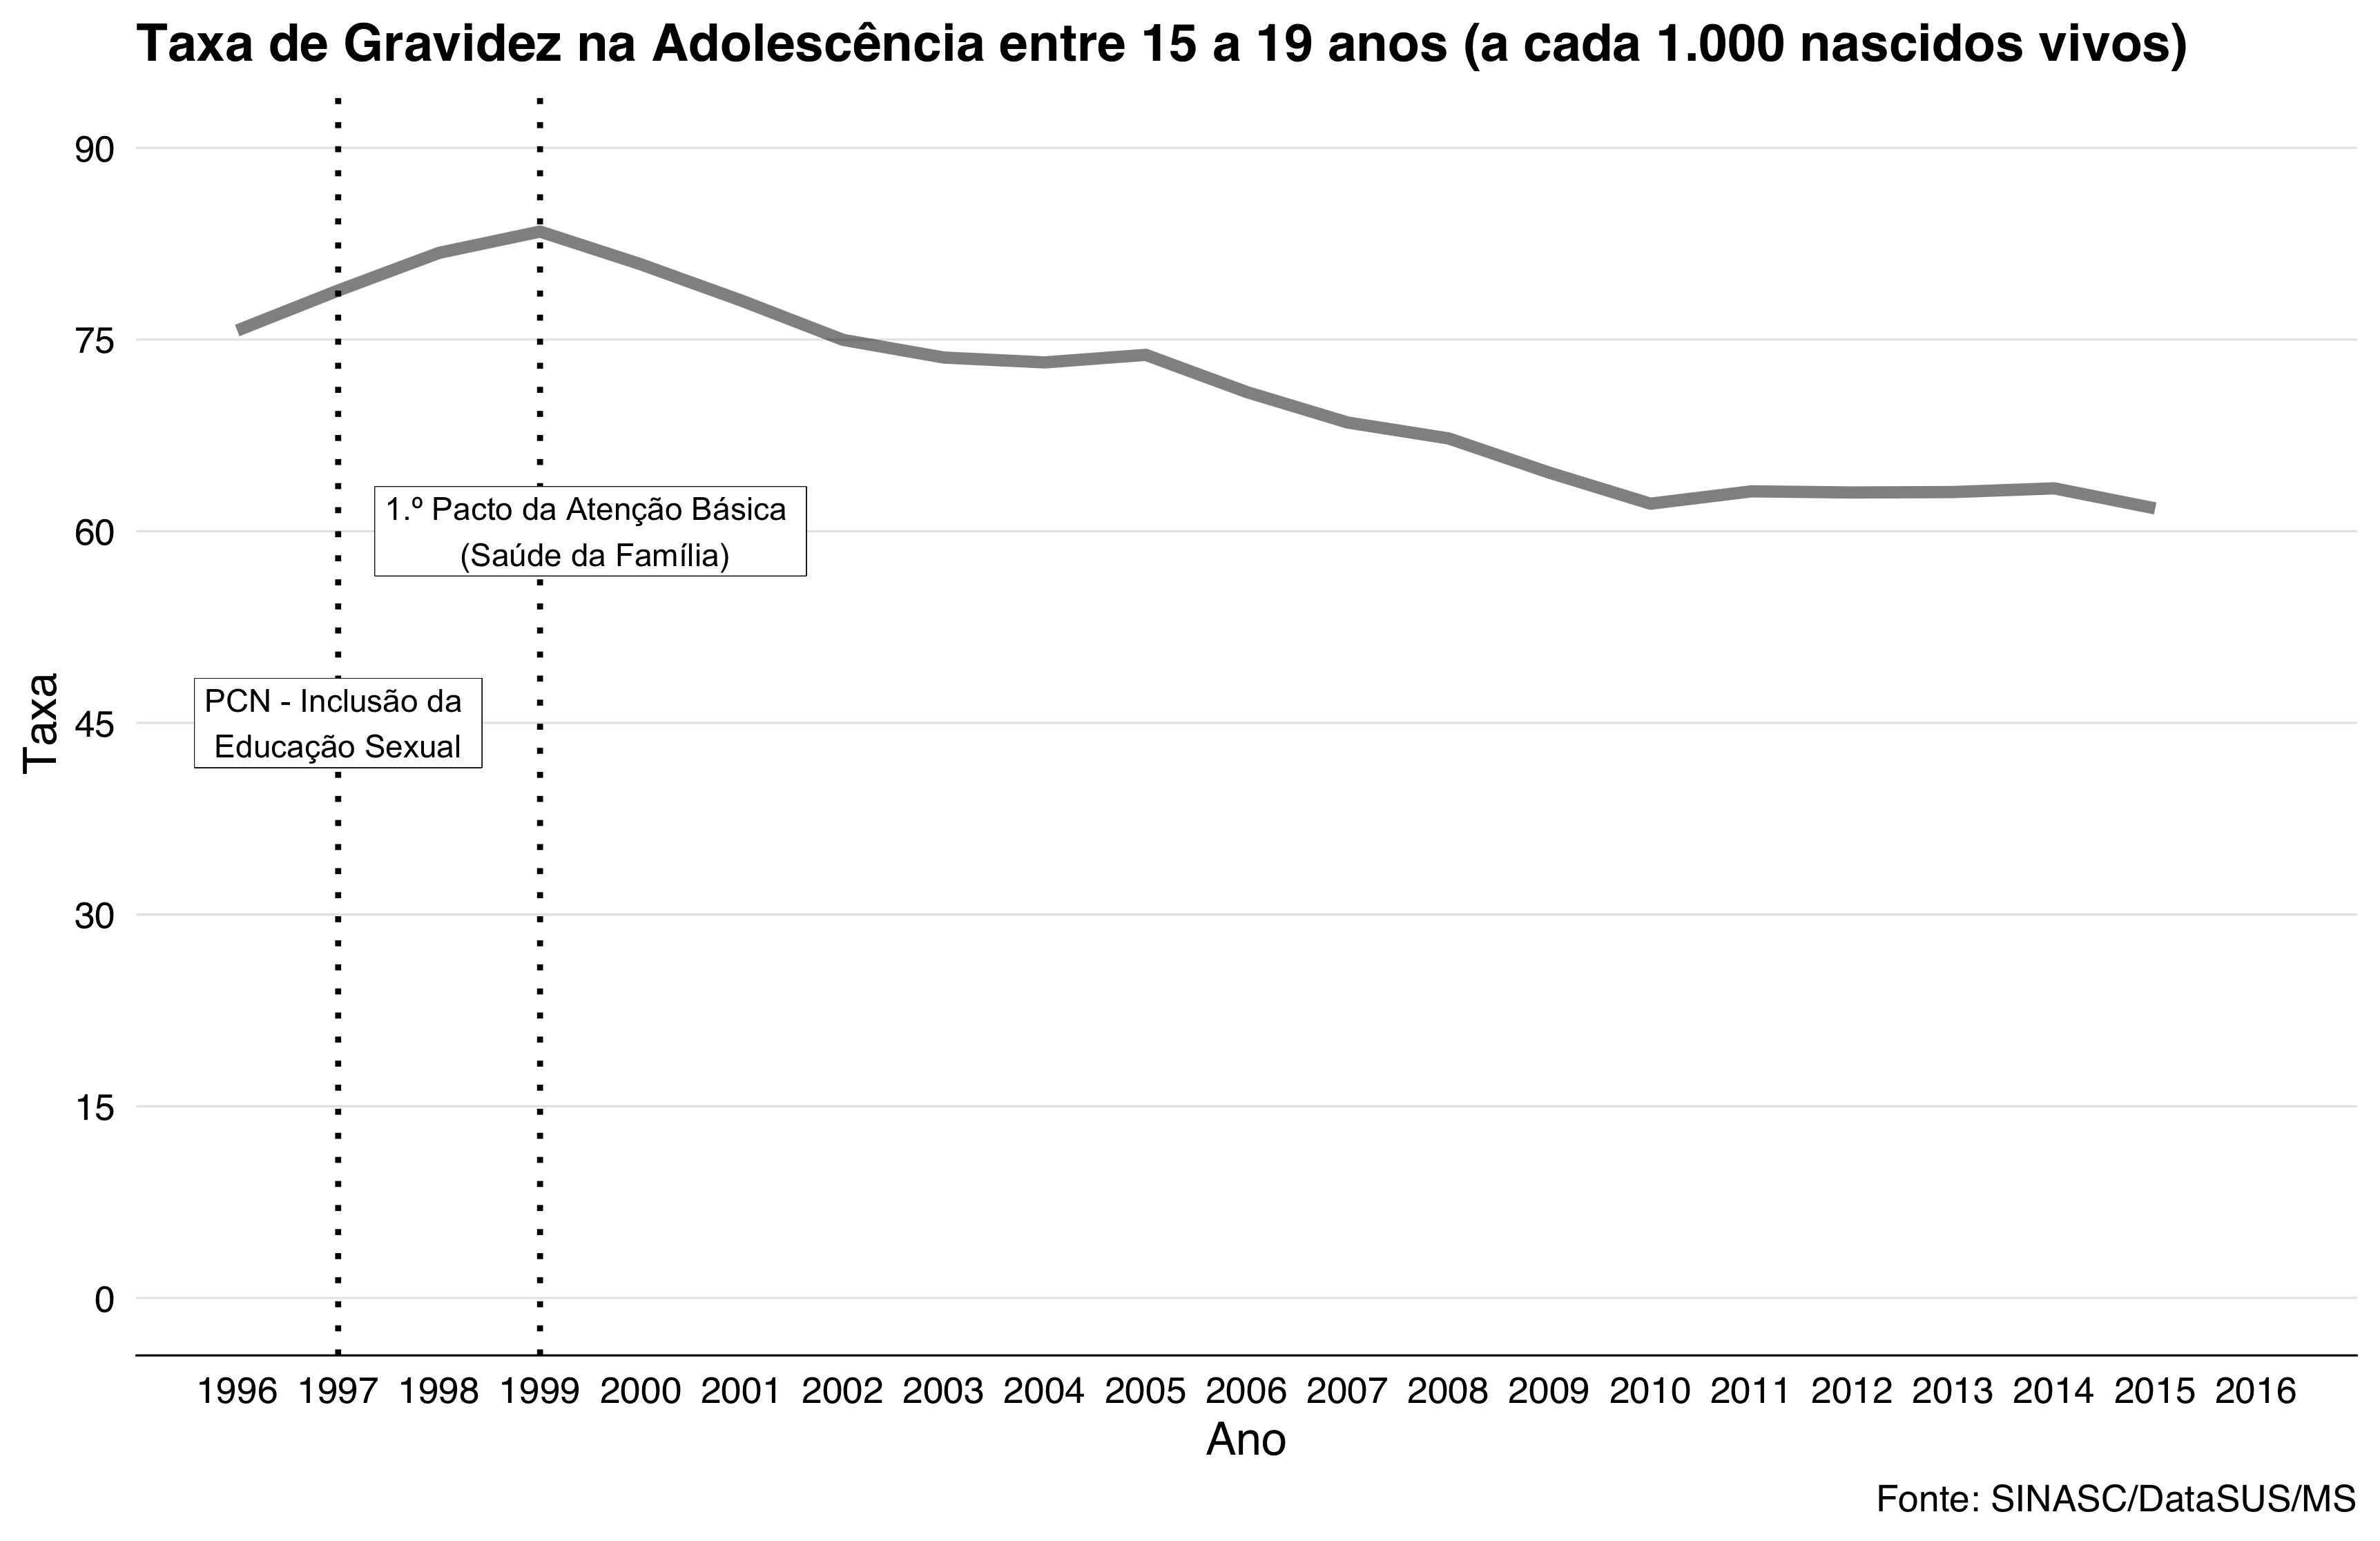 Taxa de Gravidez na Adolescência entre 15 a 19 anos (a cada 1.000 nascidos vivos)
90
75
60
45
30
15
0
Taxa
1.º Pacto da Atenção Básica
(Saúde da Família)
PCN - Inclusão da
Educação Sexual
1996 1997 1998 1999 2000 2001 2002 2003 2004 2005 2006 2007 2008 2009 2010 2011 2012 2013 2014 2015 2016
Ano
Fonte: SINASC/DataSUS/MS